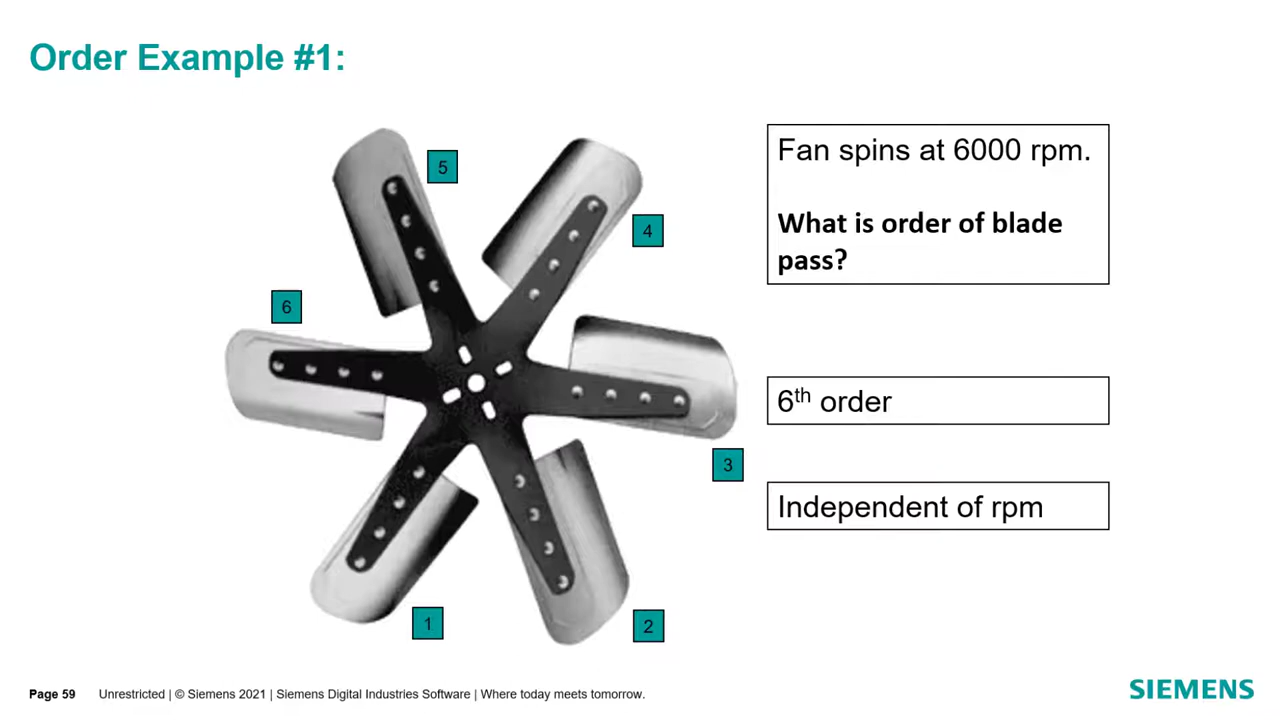 Order Example #1:
5
4
6
3
1
2
Fan spins at 6000 rpm.
What is order of blade
pass?
6th order
Independent of rpm
Page 59 Unrestricted | © Siemens 2021 | Siemens Digital Industries Software | Where today meets tomorrow.
SIEMENS